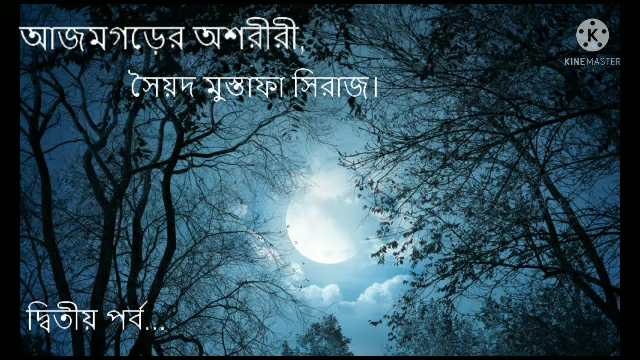 আজমগড়ের অশরীরী,
সৈয়দ মুস্তাফা সিরাজ।
K
KINEMASTER
দ্বিতীয় পর্ব...